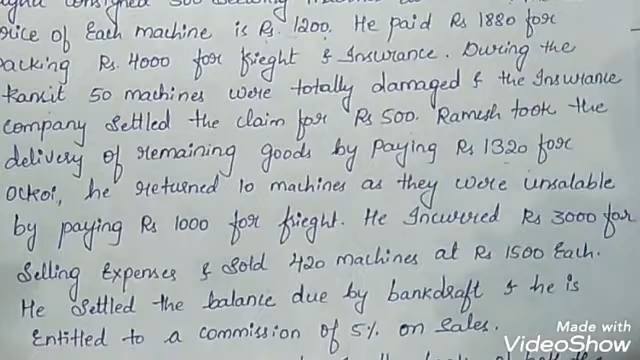 consigned 500
Price of Each machine is Rs. 1200. He paid Rs 1880 for
Packing Rs. 4000 for frieght & Insurance. During the
tranxit 50 machines were totally damaged & the Insurance
company settled the claim for Rs 500. Ramesh took the
delivery of remaining goods by paying Rs 1320 for
Octroi, he returned 10 machines as they were unsalable
by paying Rs 1000 for frieght. He Incurred Rs 3000 for
Selling Expenses & Sold 420 machines at Rs 1500 Each.
He Settled the balance due by bankdraft & he is
Entitled to a commission of 5% on Sales.
Made with
VideoShow